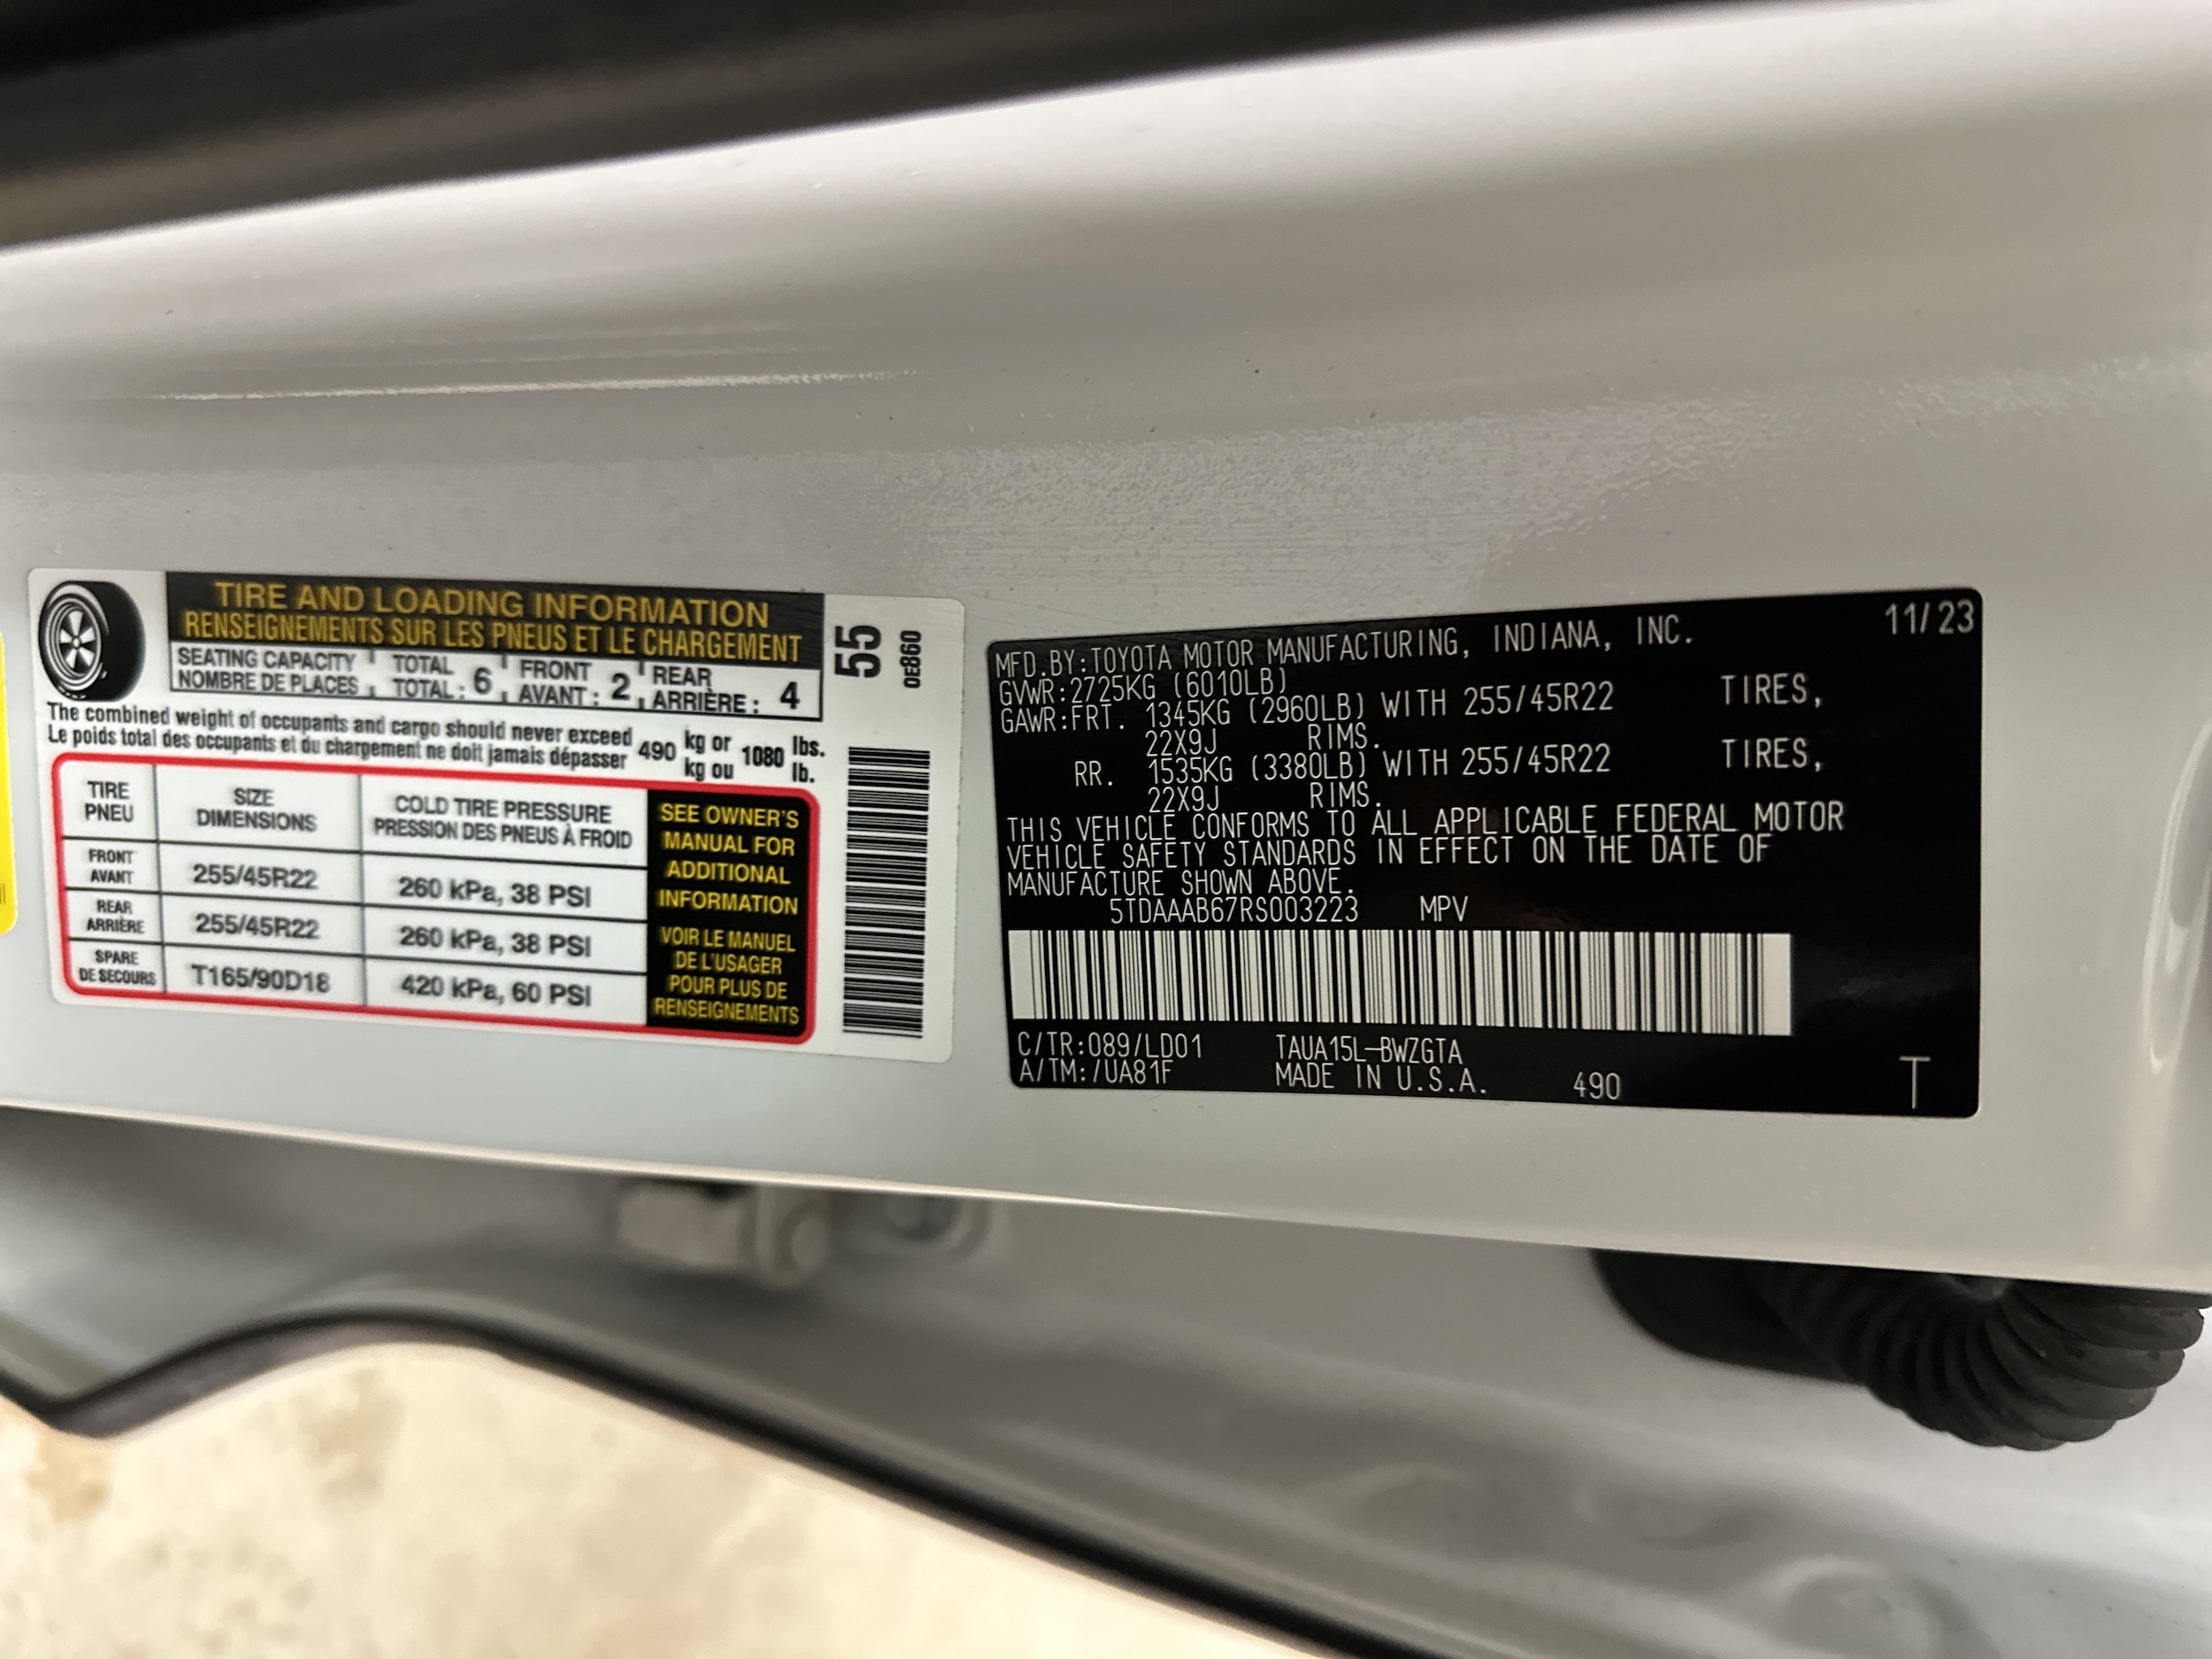 TIRE AND LOADING INFORMATION
RENSEIGNEMENTS SUR LES PNEUS ET LE CHARGEMENT
SEATING CAPACITY TOTAL FRONT REAR
NOMBRE DE PLACES TOTAL : 6 AVANT : 2 ARRIÈRE : 4
The combined weight of occupants and cargo should never exceed 490 kg or 1080 lbs.
Le poids total des occupants et du chargement ne doit jamais dépasser kg ou lb.
TIRE SIZE COLD TIRE PRESSURE
PNEU DIMENSIONS PRESSION DES PNEUS À FROID
FRONT
AVANT 255/45R22 260 kPa, 38 PSI
REAR
ARRIÈRE 255/45R22 260 kPa, 38 PSI
SPARE
DE SECOURS T165/90D18 420 kPa, 60 PSI
SEE OWNER'S
MANUAL FOR
ADDITIONAL
INFORMATION
VOIR LE MANUEL
DE L'USAGER
POUR PLUS DE
RENSEIGNEMENTS
55
0E860
11/23
MFD.BY:TOYOTA MOTOR MANUFACTURING, INDIANA, INC.
GVWR:2725KG (6010LB)
GAWR:FRT. 1345KG (2960LB) WITH 255/45R22 TIRES,
22X9J RIMS.
RR. 1535KG (3380LB) WITH 255/45R22 TIRES,
22X9J RIMS.
THIS VEHICLE CONFORMS TO ALL APPLICABLE FEDERAL MOTOR
VEHICLE SAFETY STANDARDS IN EFFECT ON THE DATE OF
MANUFACTURE SHOWN ABOVE.
5TDAAAB67RS003223 MPV
C/TR:089/LD01 TAUA15L-BWZGTA
A/TM:/UA81F MADE IN U.S.A. 490
T